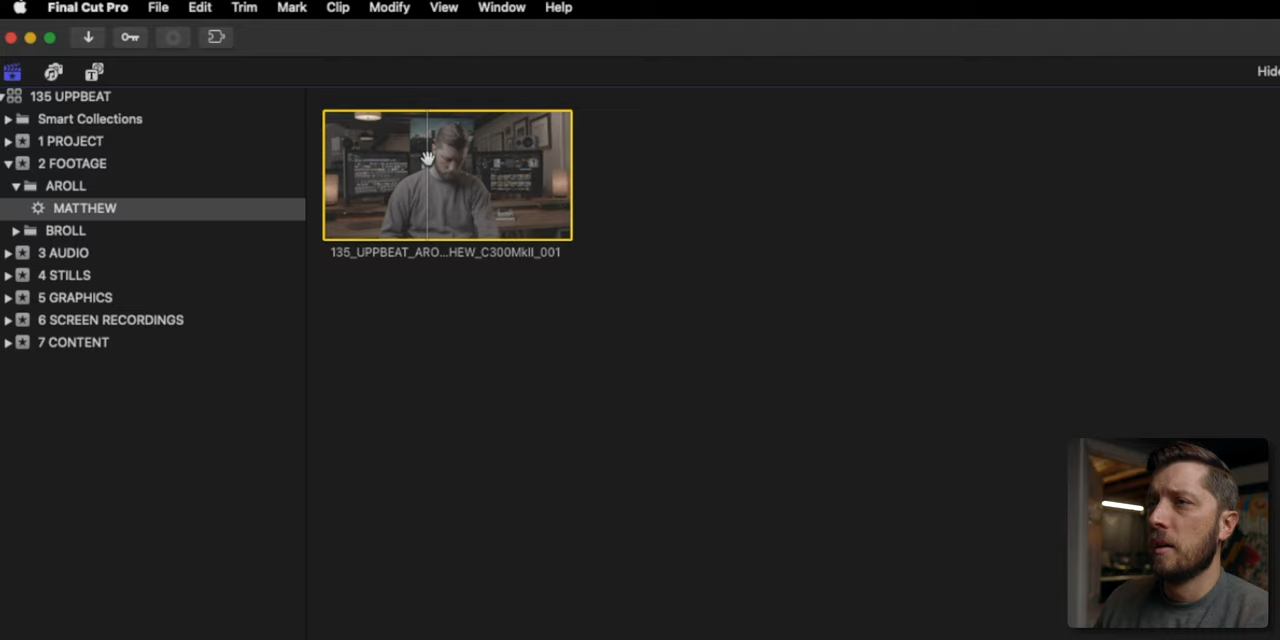 Final Cut Pro File Edit Trim Mark Clip Modify View Window Help
Hide
135 UPPBEAT
Smart Collections
1 PROJECT
2 FOOTAGE
AROLL
MATTHEW
BROLL
3 AUDIO
4 STILLS
5 GRAPHICS
6 SCREEN RECORDINGS
7 CONTENT
135_UPPBEAT_ARO...HEW_C300MkII_001